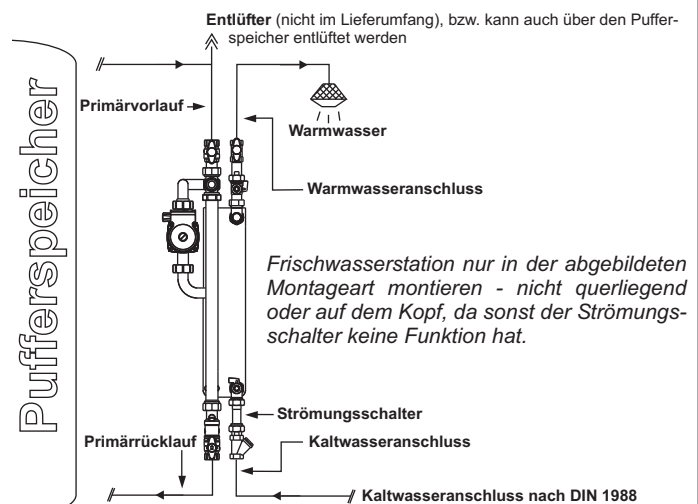 Entlüfter (nicht im Lieferumfang), bzw. kann auch über den Puffer-
speicher entlüftet werden
Pufferspeicher
Primärvorlauf
Warmwasser
Warmwasseranschluss
Frischwasserstation nur in der abgebildeten
Montageart montieren - nicht querliegend
oder auf dem Kopf, da sonst der Strömungs-
schalter keine Funktion hat.
Strömungsschalter
Primärrücklauf
Kaltwasseranschluss
Kaltwasseranschluss nach DIN 1988